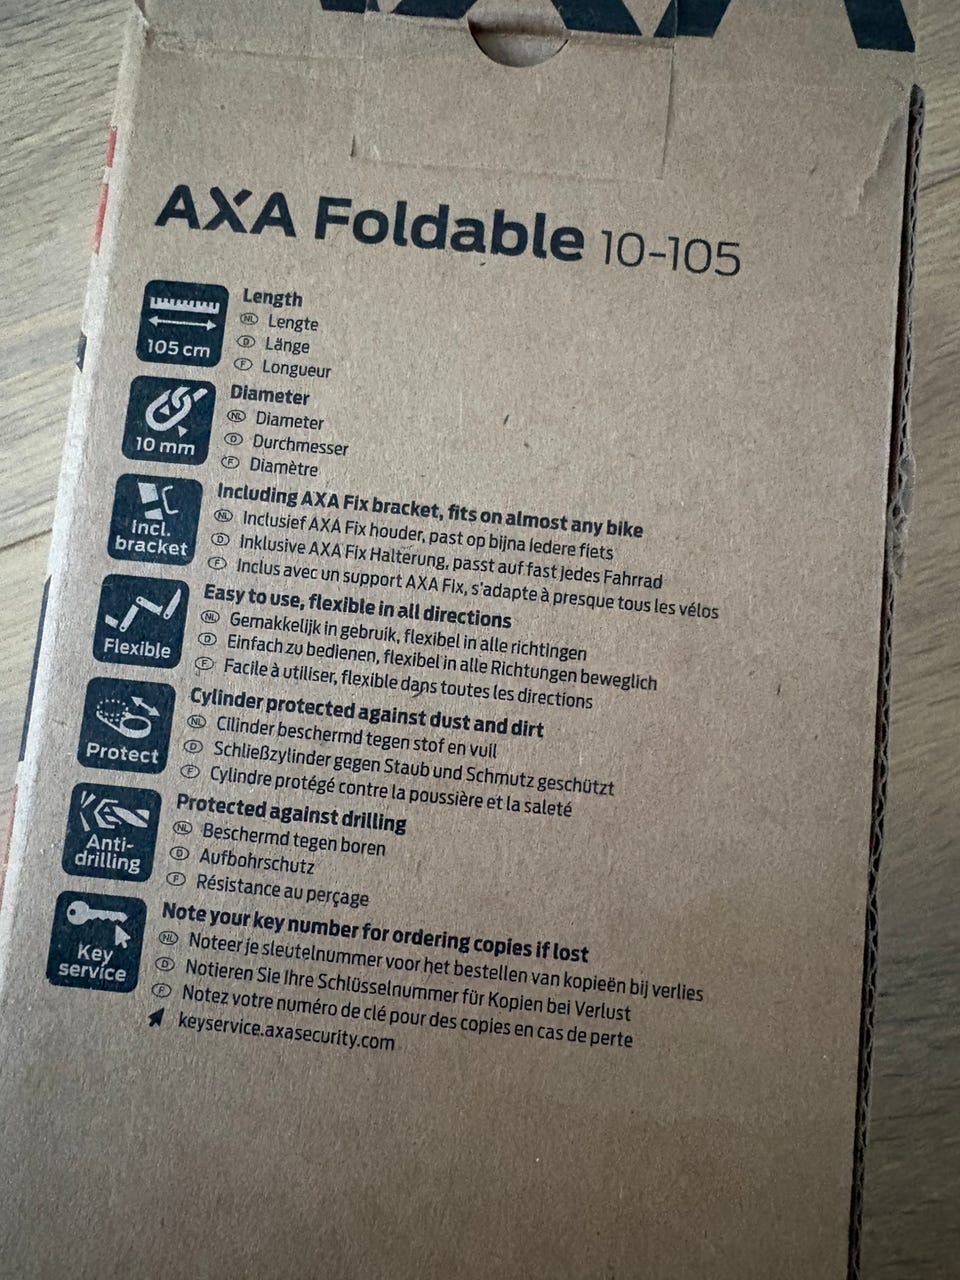 AXA
AXA Foldable 10-105
105 cm
Length
NL Lengte
D Länge
F Longueur
10 mm
Diameter
NL Diameter
D Durchmesser
F Diamètre
Incl.
bracket
Including AXA Fix bracket, fits on almost any bike
NL Inclusief AXA Fix houder, past op bijna iedere fiets
D Inklusive AXA Fix Halterung, passt auf fast jedes Fahrrad
F Inclus avec un support AXA Fix, s'adapte à presque tous les vélos
Flexible
Easy to use, flexible in all directions
NL Gemakkelijk in gebruik, flexibel in alle richtingen
D Einfach zu bedienen, flexibel in alle Richtungen beweglich
F Facile à utiliser, flexible dans toutes les directions
Protect
Cylinder protected against dust and dirt
NL Cilinder beschermd tegen stof en vuil
D Schließzylinder gegen Staub und Schmutz geschützt
F Cylindre protégé contre la poussière et la saleté
Anti-
drilling
Protected against drilling
NL Beschermd tegen boren
D Aufbohrschutz
F Résistance au perçage
Key
service
Note your key number for ordering copies if lost
NL Noteer je sleutelnummer voor het bestellen van kopieën bij verlies
D Notieren Sie Ihre Schlüsselnummer für Kopien bei Verlust
F Notez votre numéro de clé pour des copies en cas de perte
keyservice.axasecurity.com